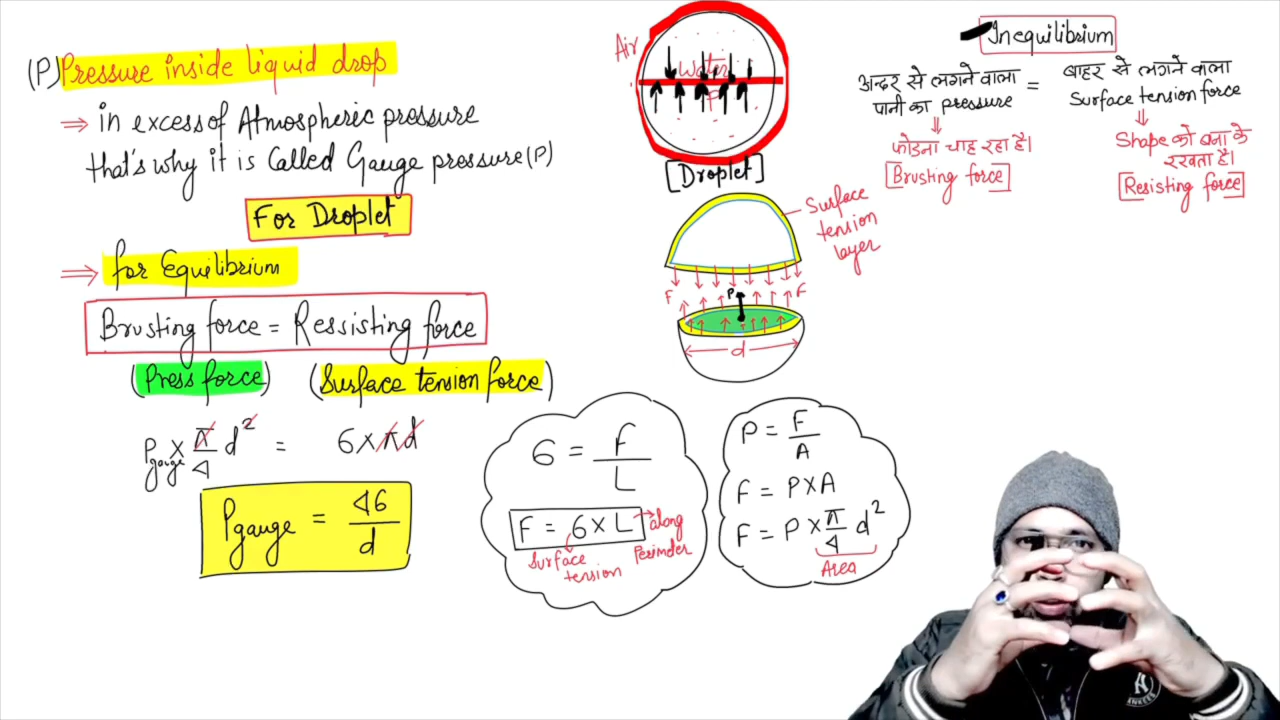 (P) Pressure inside liquid drop
⇒ in excess of Atmospheric pressure
that's why it is Called Gauge pressure (P)
For Droplet
⇒ for Equilibrium
Brusting force = Ressisting force
(Press force) (Surface tension force)
Pgauge × π/4 d² = 6 × πd
Pgauge = 46/d
Air
Water
P
[Droplet]
Surface
tension
layer
F
P
F
d
6 = f/L
F = 6 × L → along
Perimeter
Surface
tension
P = F/A
F = P × A
F = P × π/4 d²
Area
In equilibrium
अन्दर से लगने वाला = बाहर से लगने वाला
पानी का pressure Surface tension force
⇓ ⇓
फोडना चाह रहा है। Shape को बना के
रखता है।
[Brusting force] [Resisting force]
A
ANKEES